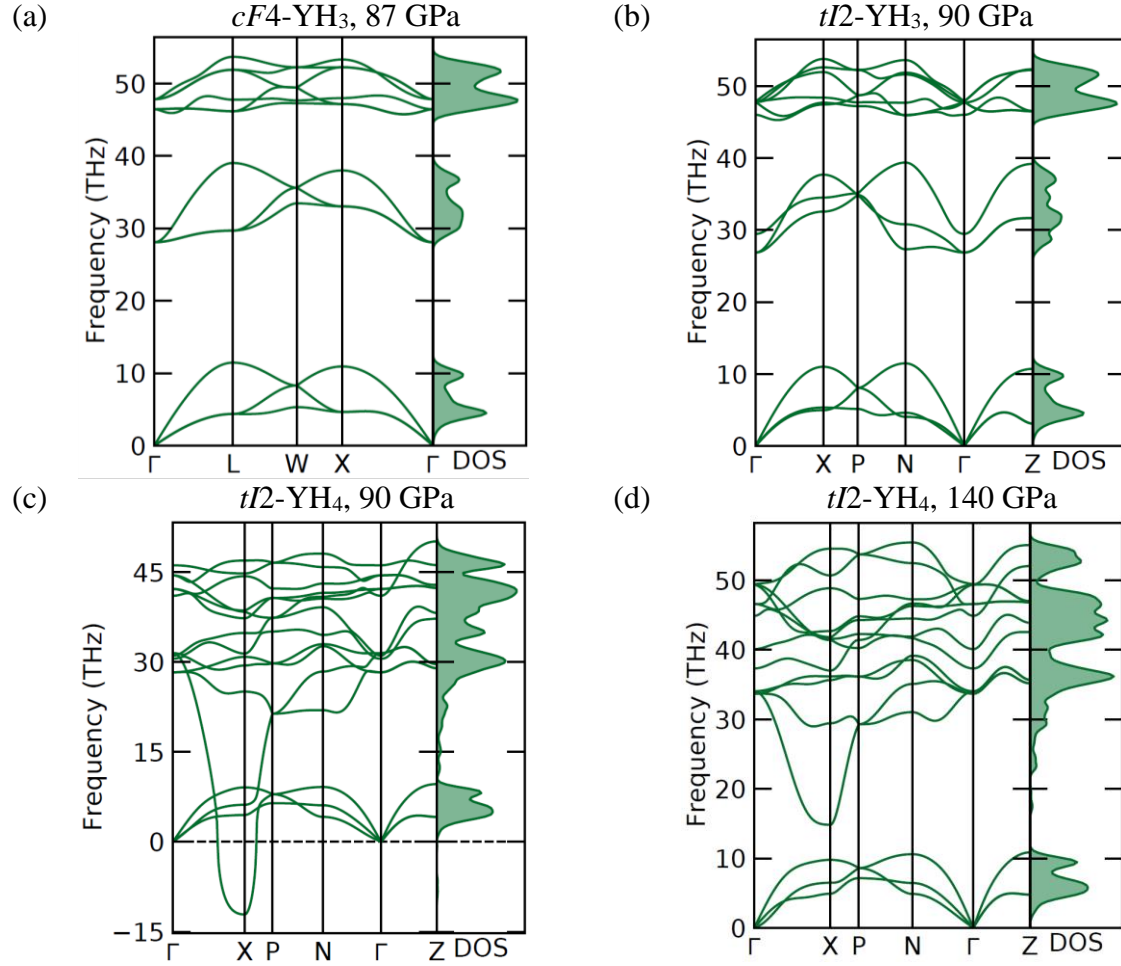 (a) cF4-YH₃, 87 GPa
Frequency (THz)
50
40
30
20
10
0
Γ L W X Γ DOS
(b) tI2-YH₃, 90 GPa
Frequency (THz)
50
40
30
20
10
0
Γ X P N Γ Z DOS
(c) tI2-YH₄, 90 GPa
Frequency (THz)
45
30
15
0
−15
Γ X P N Γ Z DOS
(d) tI2-YH₄, 140 GPa
Frequency (THz)
50
40
30
20
10
0
Γ X P N Γ Z DOS